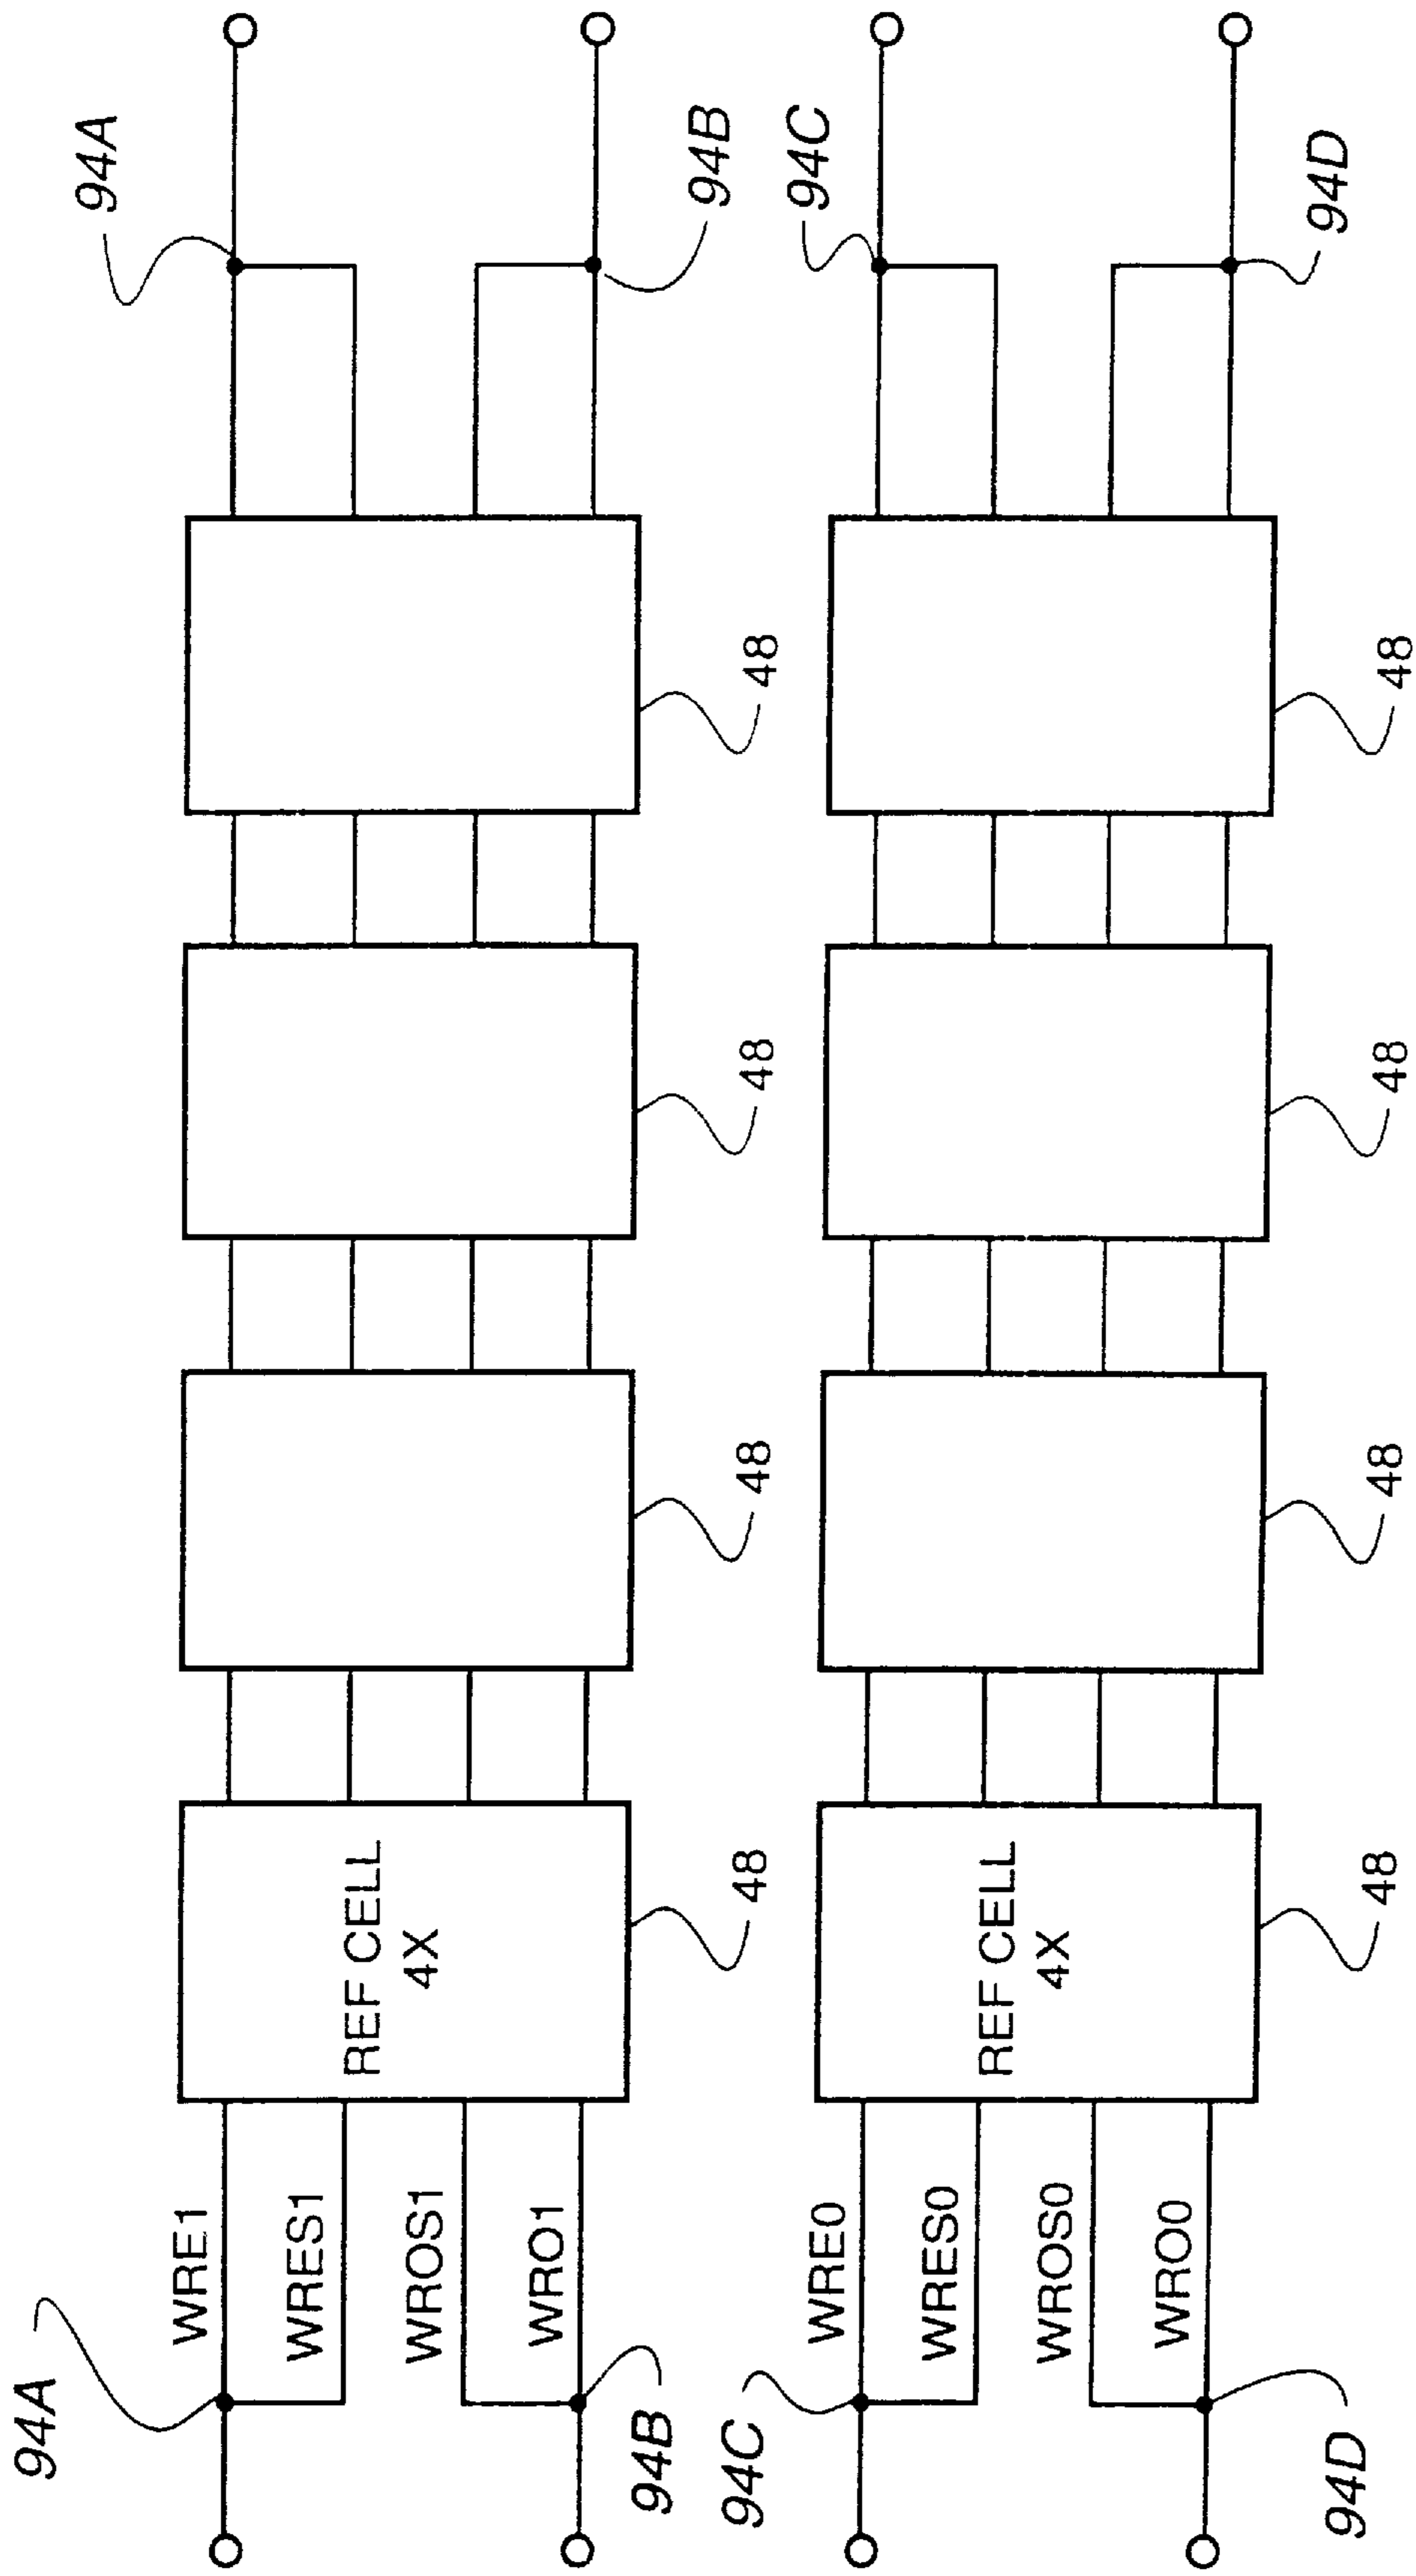 94A
94B
94C
94D
48
48
48
48
48
48
48
48
REF CELL
4X
REF CELL
4X
WRE1
WRES1
WROS1
WRO1
WRE0
WRES0
WROS0
WRO0
94A
94B
94C
94D